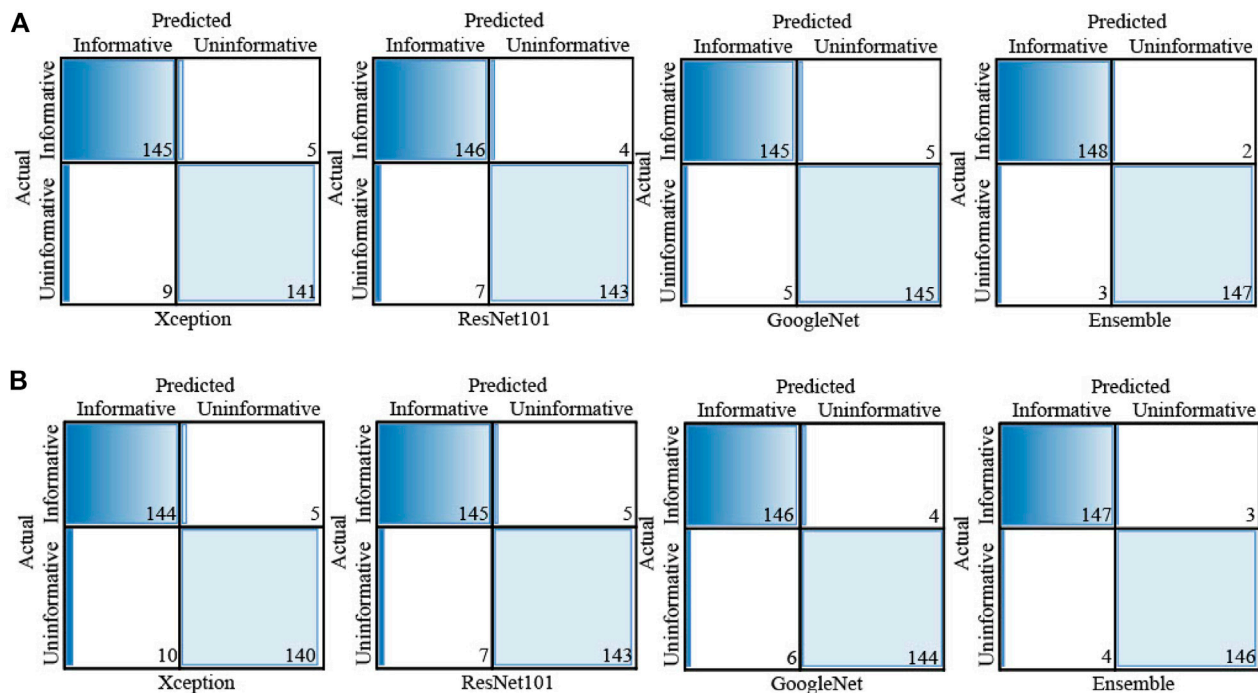 A
Predicted Predicted Predicted Predicted
Informative Uninformative Informative Uninformative Informative Uninformative Informative Uninformative
Actual Informative 145 5 Actual Informative 146 4 Actual Informative 145 5 Actual Informative 148 2
Uninformative 9 141 Uninformative 7 143 Uninformative 5 145 Uninformative 3 147
Xception ResNet101 GoogleNet Ensemble
B
Predicted Predicted Predicted Predicted
Informative Uninformative Informative Uninformative Informative Uninformative Informative Uninformative
Actual Informative 144 5 Actual Informative 145 5 Actual Informative 146 4 Actual Informative 147 3
Uninformative 10 140 Uninformative 7 143 Uninformative 6 144 Uninformative 4 146
Xception ResNet101 GoogleNet Ensemble